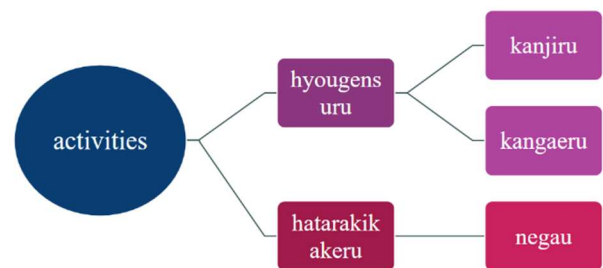 activities
hyougens
uru
kanjiru
kangaeru
hatarakik
akeru
negau